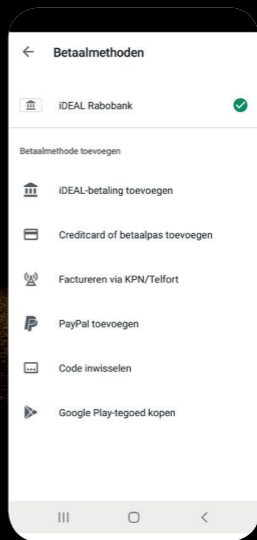 Betaalmethoden
iDEAL Rabobank
Betaalmethode toevoegen
iDEAL-betaling toevoegen
Creditcard of betaalpas toevoegen
Factureren via KPN/Telfort
PayPal toevoegen
Code inwisselen
Google Play-tegoed kopen